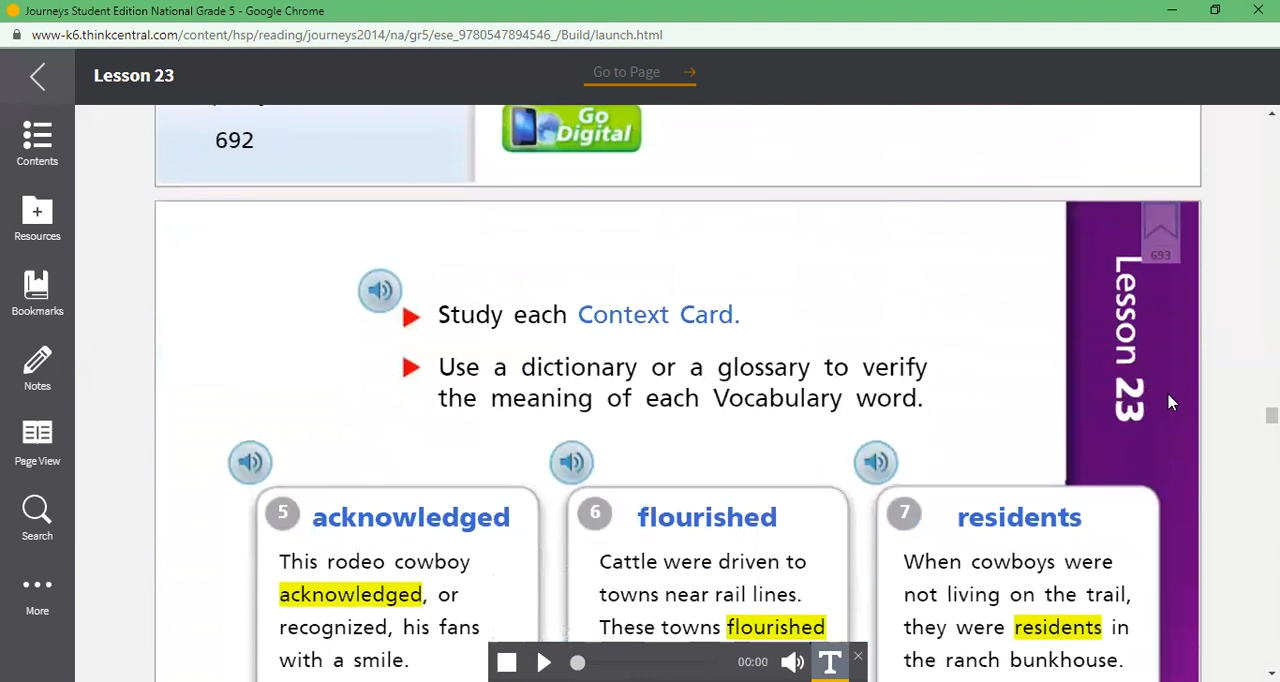 Journeys Student Edition National Grade 5 - Google Chrome
www-k6.thinkcentral.com/content/hsp/reading/journeys2014/na/gr5/ese_9780547894546_/Build/launch.html
Lesson 23
Go to Page →
Contents
Resources
Bookmarks
Notes
Page View
Search
More
692
Go
Digital
693
Lesson 23
Study each Context Card.
Use a dictionary or a glossary to verify
the meaning of each Vocabulary word.
5 acknowledged
This rodeo cowboy
acknowledged, or
recognized, his fans
with a smile.
6 flourished
Cattle were driven to
towns near rail lines.
These towns flourished
7 residents
When cowboys were
not living on the trail,
they were residents in
the ranch bunkhouse.
00:00
T